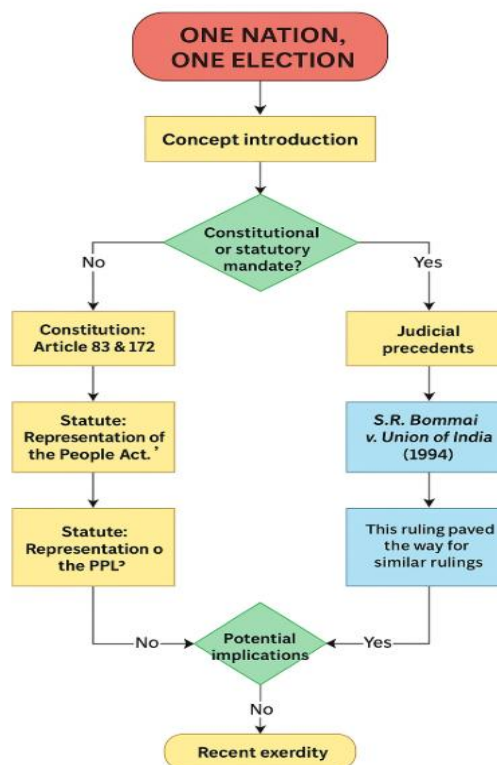 ONE NATION,
ONE ELECTION
Concept introduction
Constitutional
or statutory
mandate?
No
Yes
Constitution:
Article 83 & 172
Judicial
precedents
Statute:
Representation of
the People Act.’
S.R. Bommai
v. Union of India
(1994)
Statute:
Representation o
the PPL⁹
This ruling paved
the way for
similar rulings
No
Potential
implications
Yes
No
Recent exerdity